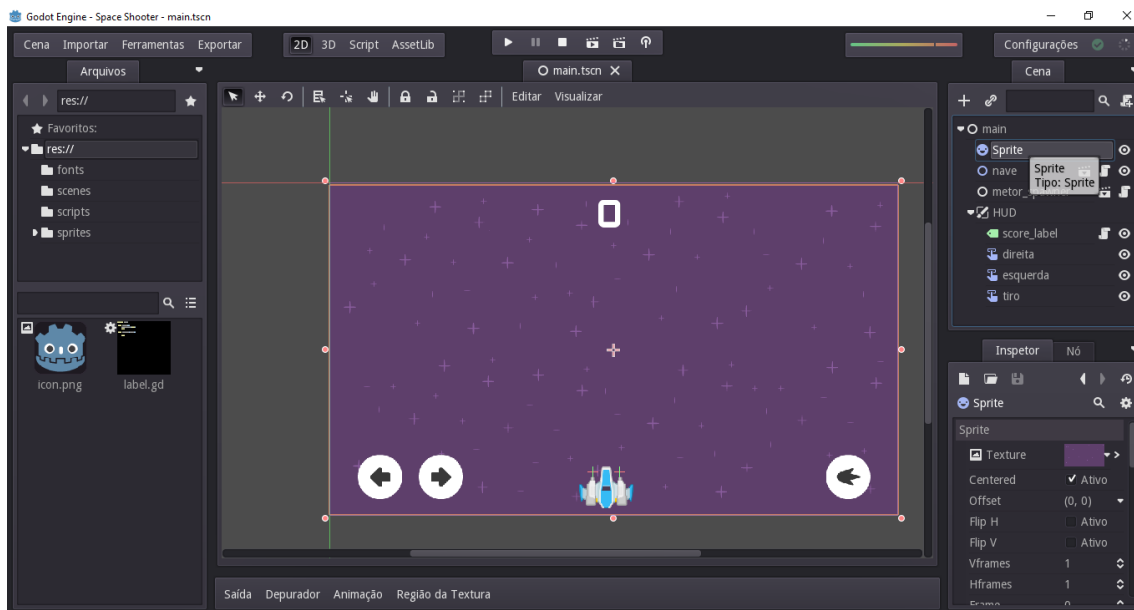 Godot Engine - Space Shooter - main.tscn
Cena Importar Ferramentas Exportar 2D 3D Script AssetLib Configurações
Arquivos main.tscn Cena
res://
Editar Visualizar
Favoritos:
res://
fonts
scenes
scripts
sprites
icon.png label.gd
0
Saída Depurador Animação Região da Textura
main
Sprite
nave
Sprite
Tipo: Sprite
HUD
score_label
direita
esquerda
tiro
Inspetor Nó
Sprite
Sprite
Texture
Centered Ativo
Offset (0, 0)
Flip H Ativo
Flip V Ativo
Vframes 1
Hframes 1
Frame 0